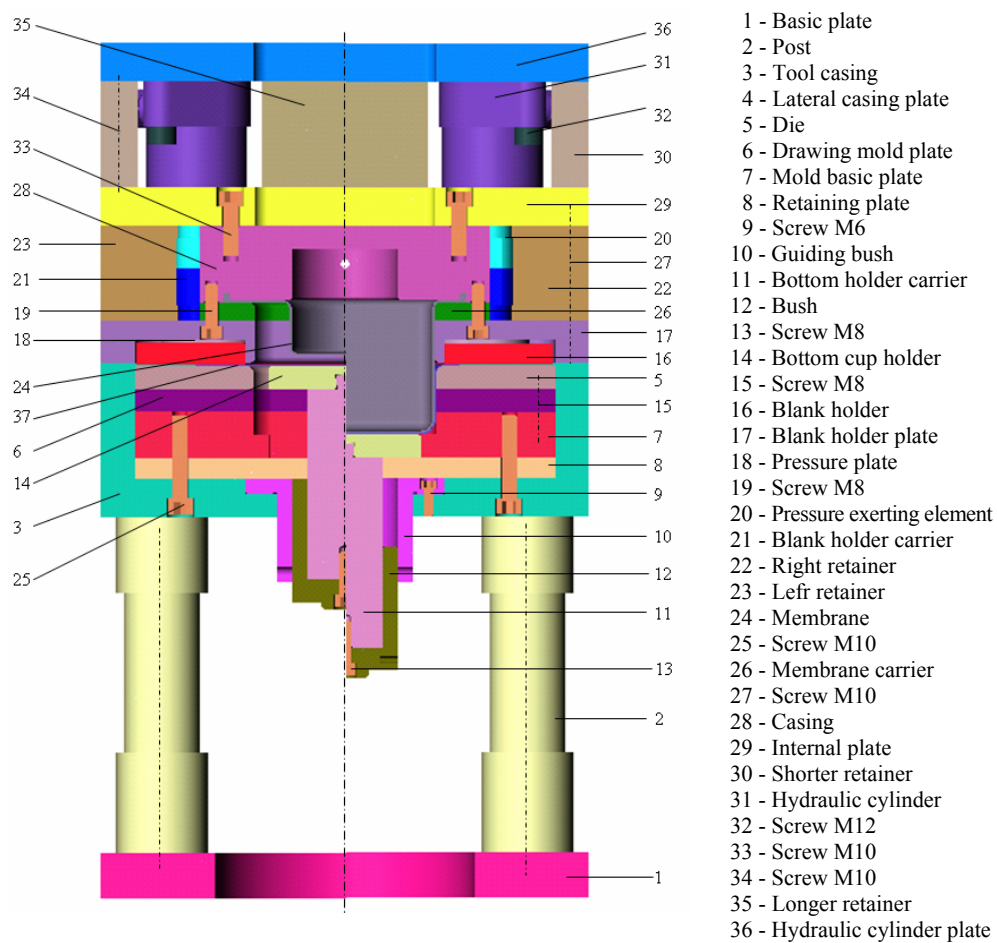 35
36
31
34
32
33
30
28
29
23
20
27
21
22
19
26
18
17
16
24
5
37
15
6
7
14
8
9
3
10
25
12
11
13
2
1
1 - Basic plate
2 - Post
3 - Tool casing
4 - Lateral casing plate
5 - Die
6 - Drawing mold plate
7 - Mold basic plate
8 - Retaining plate
9 - Screw M6
10 - Guiding bush
11 - Bottom holder carrier
12 - Bush
13 - Screw M8
14 - Bottom cup holder
15 - Screw M8
16 - Blank holder
17 - Blank holder plate
18 - Pressure plate
19 - Screw M8
20 - Pressure exerting element
21 - Blank holder carrier
22 - Right retainer
23 - Lefr retainer
24 - Membrane
25 - Screw M10
26 - Membrane carrier
27 - Screw M10
28 - Casing
29 - Internal plate
30 - Shorter retainer
31 - Hydraulic cylinder
32 - Screw M12
33 - Screw M10
34 - Screw M10
35 - Longer retainer
36 - Hydraulic cylinder plate